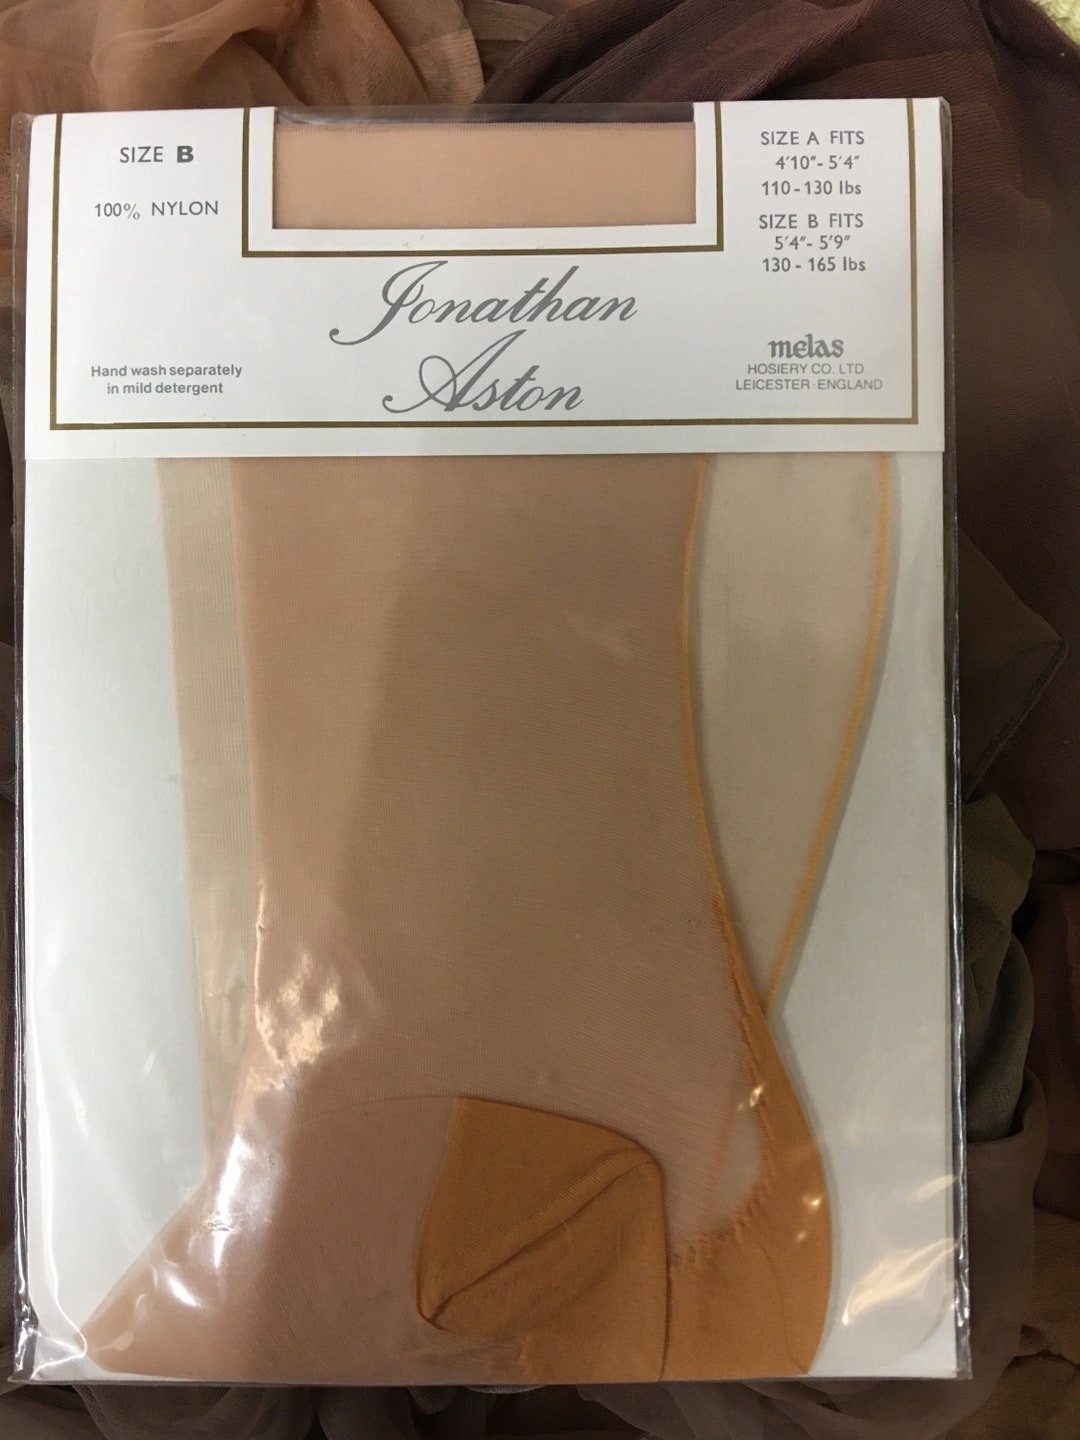 SIZE B
100% NYLON
Hand wash separately
in mild detergent
Jonathan
Aston
SIZE A FITS
4'10"- 5'4"
110-130 lbs
SIZE B FITS
5'4"- 5'9"
130 - 165 lbs
melas
HOSIERY CO. LTD.
LEICESTER·ENGLAND